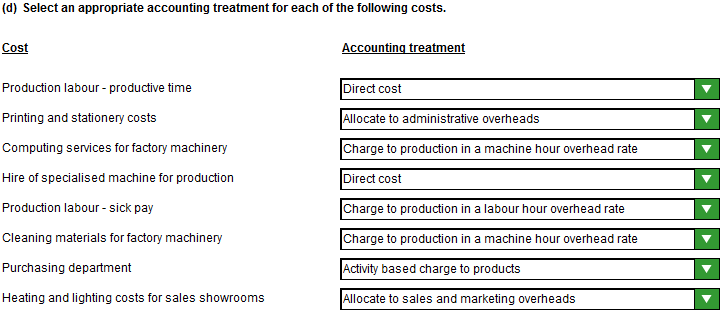 (d) Select an appropriate accounting treatment for each of the following costs.
Cost Accounting treatment
Production labour - productive time Direct cost
Printing and stationery costs Allocate to administrative overheads
Computing services for factory machinery Charge to production in a machine hour overhead rate
Hire of specialised machine for production Direct cost
Production labour - sick pay Charge to production in a labour hour overhead rate
Cleaning materials for factory machinery Charge to production in a machine hour overhead rate
Purchasing department Activity based charge to products
Heating and lighting costs for sales showrooms Allocate to sales and marketing overheads